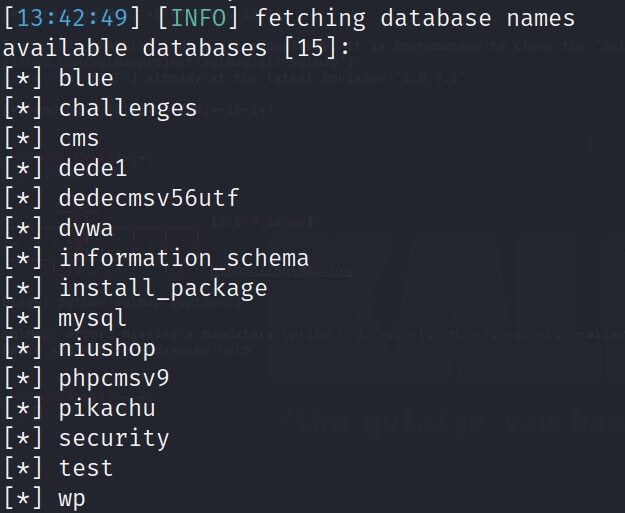 [13:42:49] [INFO] fetching database names
available databases [15]:
[*] blue
[*] challenges
[*] cms
[*] dede1
[*] dedecmsv56utf
[*] dvwa
[*] information_schema
[*] install_package
[*] mysql
[*] niushop
[*] phpcmsv9
[*] pikachu
[*] security
[*] test
[*] wp